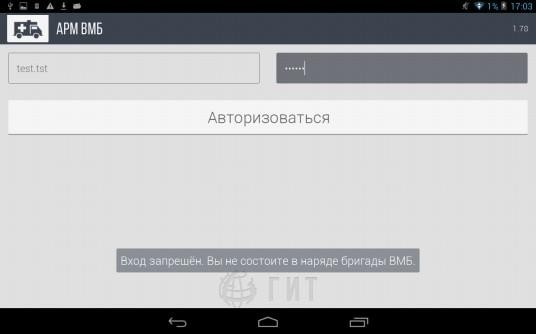 1% 17:03
АРМ ВМБ
1.78
test.tst
••••••
Авторизоваться
Вход запрещён. Вы не состоите в наряде бригады ВМБ.
ГИТ